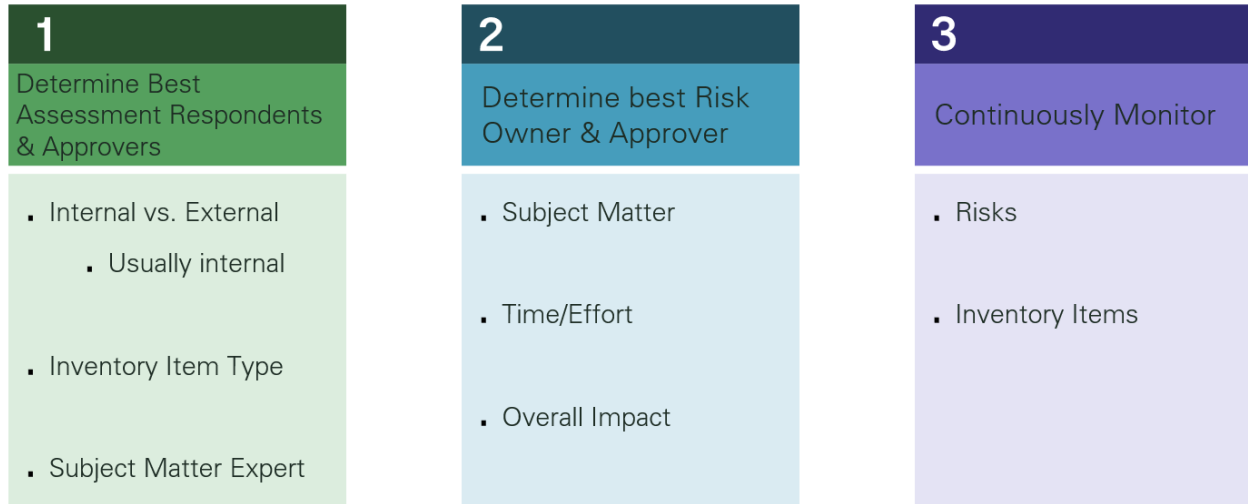 1
Determine Best
Assessment Respondents
& Approvers
. Internal vs. External
. Usually internal
. Inventory Item Type
. Subject Matter Expert
2
Determine best Risk
Owner & Approver
. Subject Matter
. Time/Effort
. Overall Impact
3
Continuously Monitor
. Risks
. Inventory Items